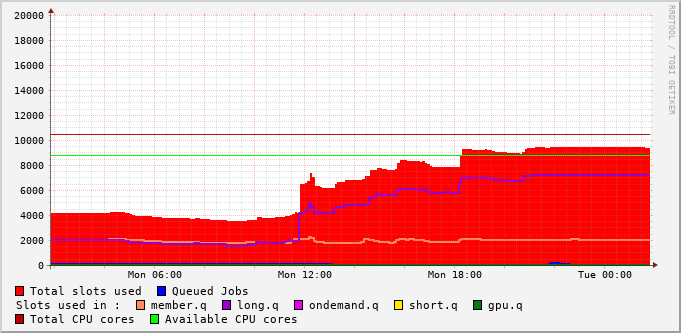 RRDTOOL / TOBI OETIKER
20000
18000
16000
14000
12000
10000
8000
6000
4000
2000
0
Mon 06:00 Mon 12:00 Mon 18:00 Tue 00:00
Total slots used Queued Jobs
Slots used in : member.q long.q ondemand.q short.q gpu.q
Total CPU cores Available CPU cores